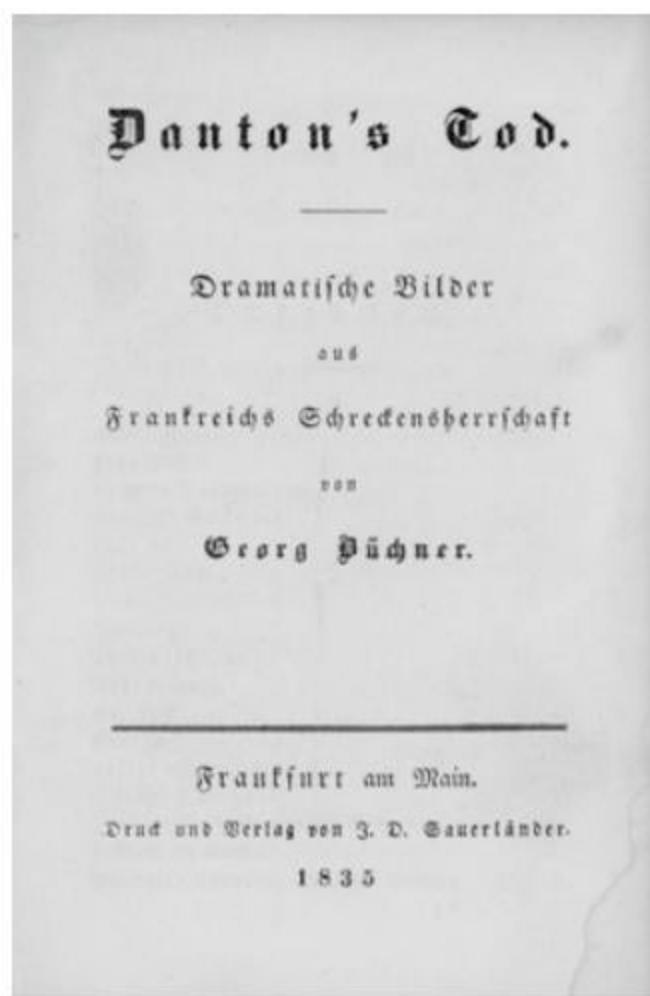 Danton's Tod.
Dramatische Bilder
aus
Frankreichs Schreckensherrschaft
von
Georg Büchner.
Frankfurt am Main.
Druck und Verlag von J. D. Sauerländer.
1835